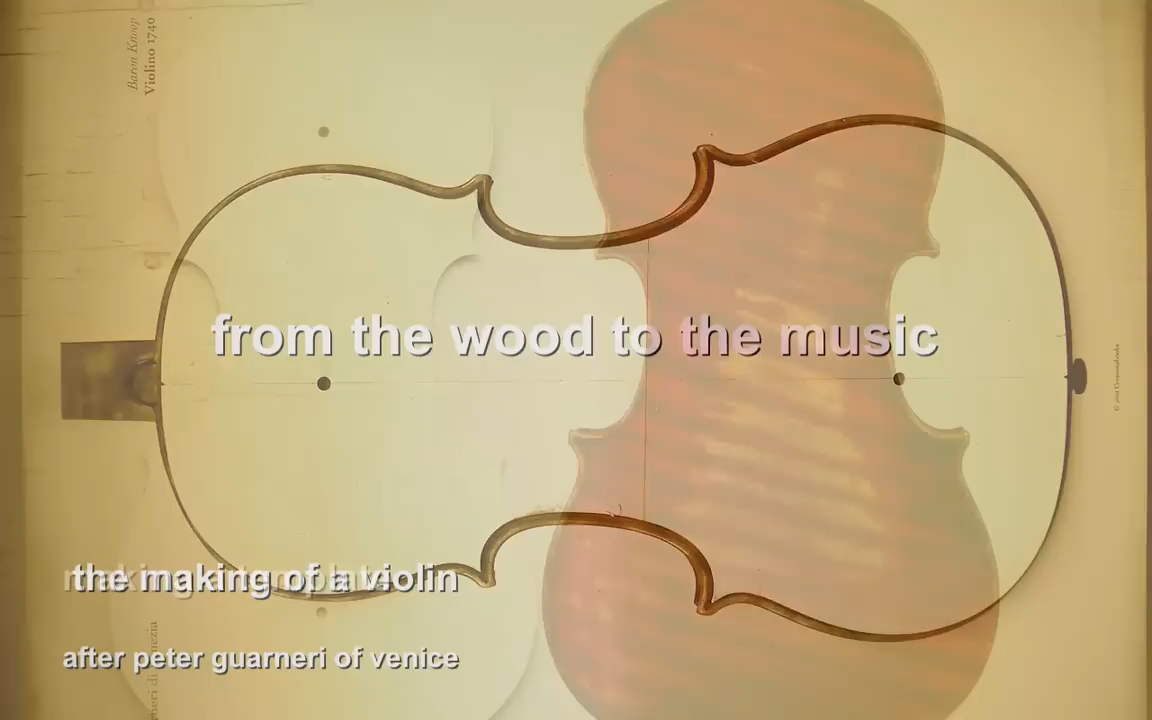 Baron Knoop
Violino 1740
from the wood to the music
the making of a violin
after peter guarneri of venice